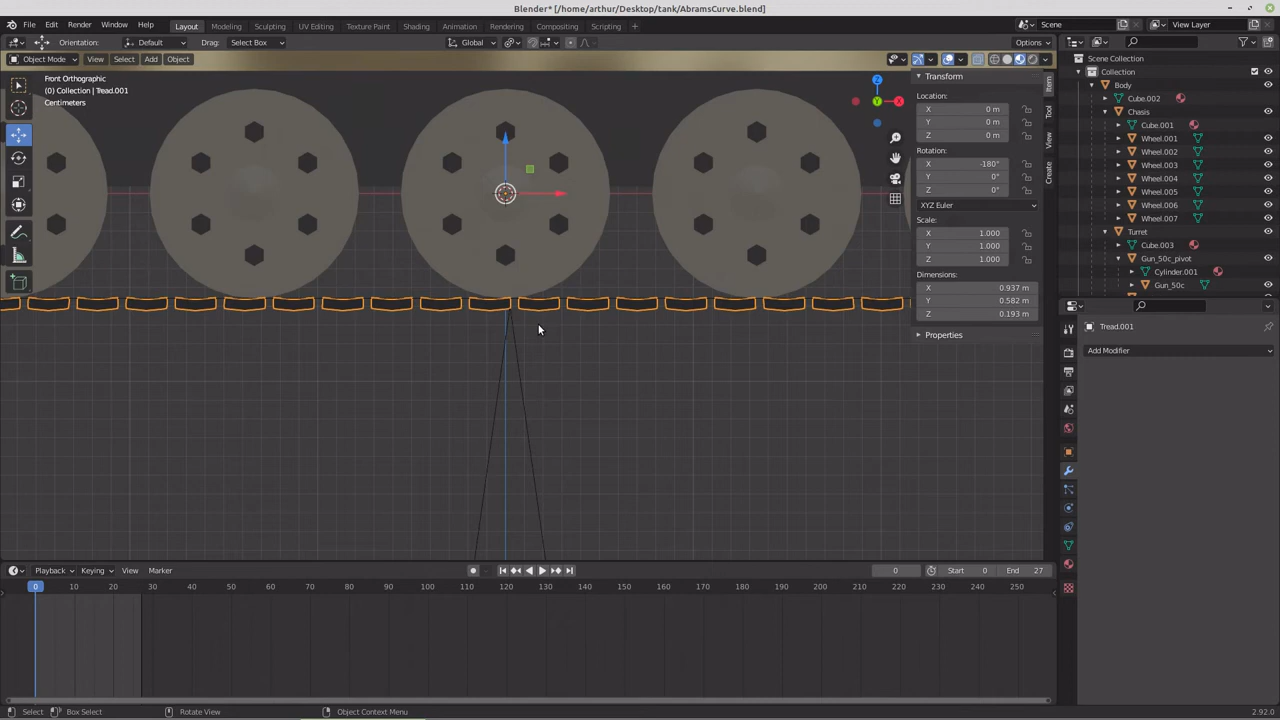 Blender* [/home/arthur/Desktop/tank/AbramsCurve.blend]
File Edit Render Window Help Layout Modeling Sculpting UV Editing Texture Paint Shading Animation Rendering Compositing Scripting + Scene View Layer
Orientation: Default Drag: Select Box Global Options
Object Mode View Select Add Object
Front Orthographic
(0) Collection | Tread.001
Centimeters
Z
X
Y
Transform
Location:
X 0 m
Y 0 m
Z 0 m
Rotation:
X -180°
Y 0°
Z 0°
XYZ Euler
Scale:
X 1.000
Y 1.000
Z 1.000
Dimensions:
X 0.937 m
Y 0.582 m
Z 0.193 m
Properties
Item
Tool
View
Create
Scene Collection
Collection
Body
Cube.002
Chasis
Cube.001
Wheel.001
Wheel.002
Wheel.003
Wheel.004
Wheel.005
Wheel.006
Wheel.007
Turret
Cube.003
Gun_50c_pivot
Cylinder.001
Gun_50c
Tread.001
Add Modifier
Playback Keying View Marker 0 Start 0 End 27
0 10 20 30 40 50 60 70 80 90 100 110 120 130 140 150 160 170 180 190 200 210 220 230 240 250
Select Box Select Rotate View Object Context Menu 2.92.0